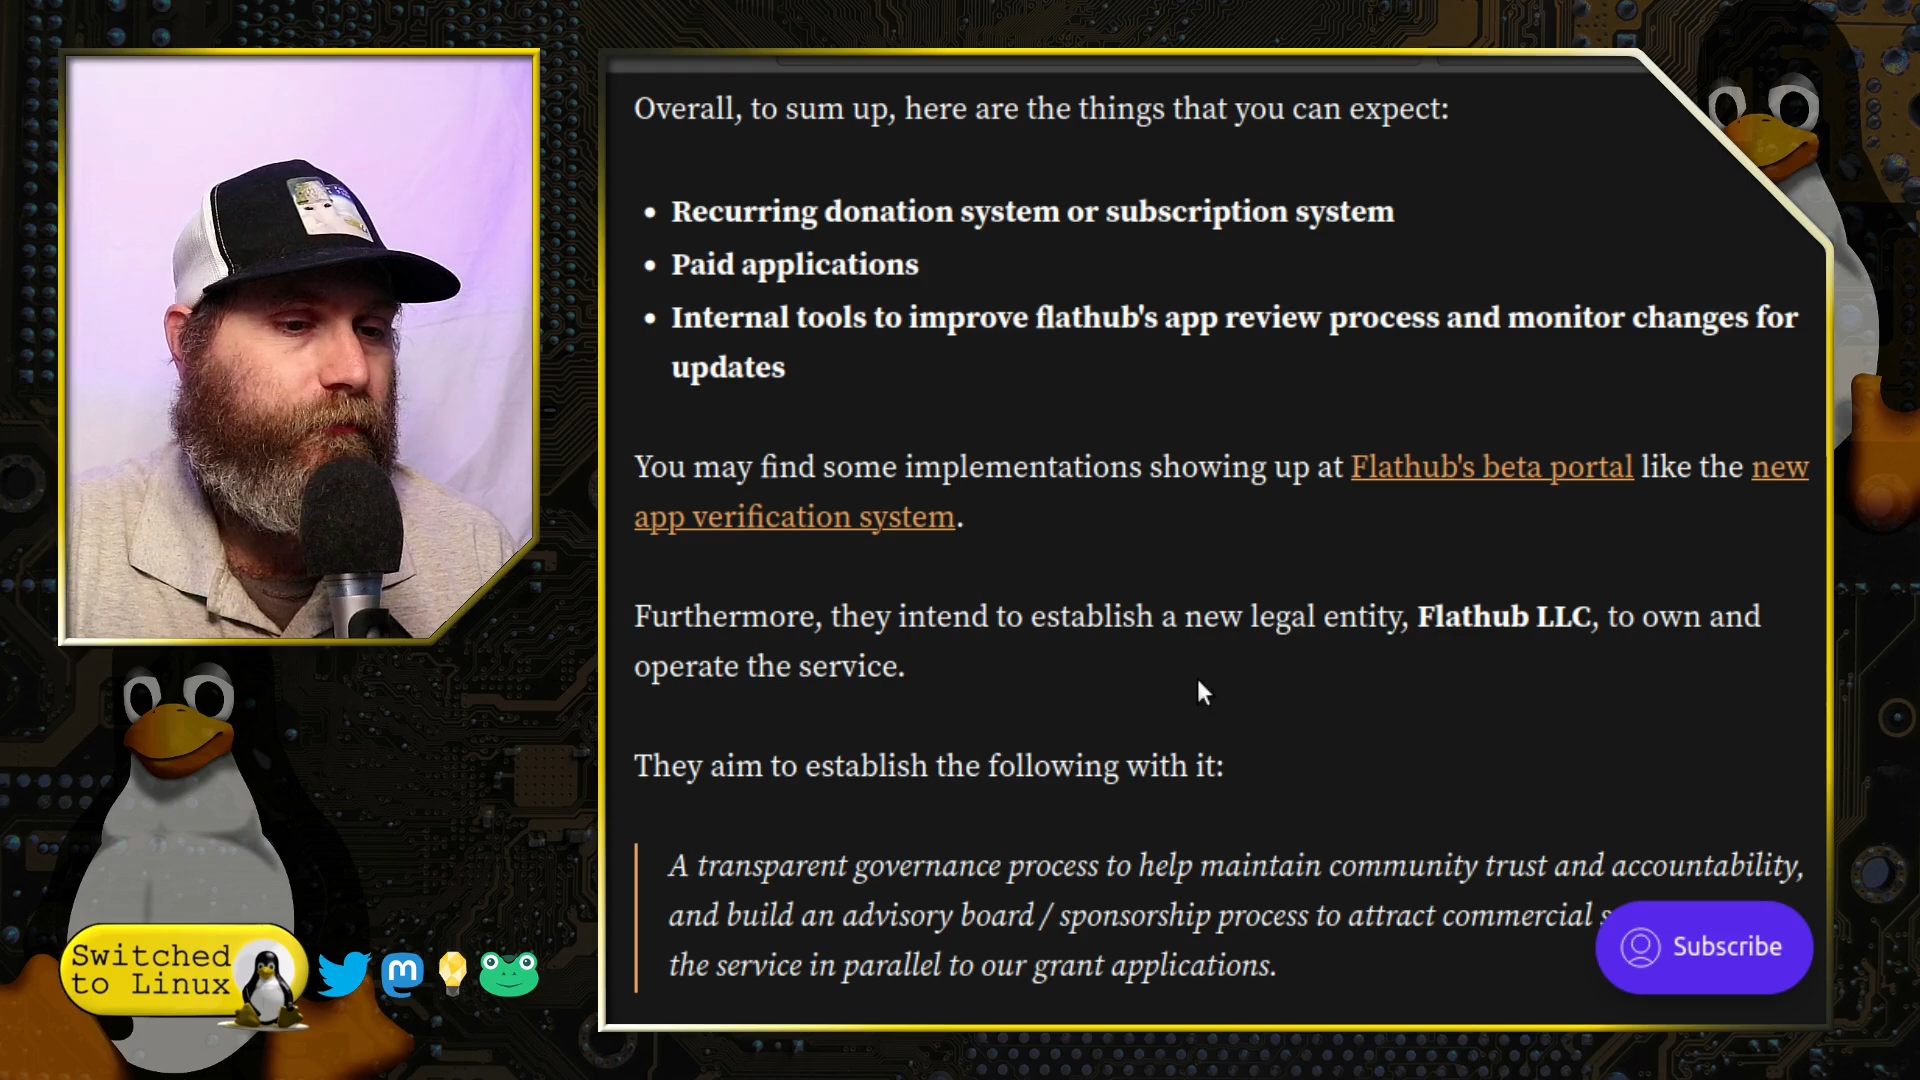 Overall, to sum up, here are the things that you can expect:
• Recurring donation system or subscription system
• Paid applications
• Internal tools to improve flathub's app review process and monitor changes for
updates
You may find some implementations showing up at Flathub's beta portal like the new
app verification system.
Furthermore, they intend to establish a new legal entity, Flathub LLC, to own and
operate the service.
They aim to establish the following with it:
A transparent governance process to help maintain community trust and accountability,
and build an advisory board / sponsorship process to attract commercial
the service in parallel to our grant applications.
Subscribe
Switched
to Linux